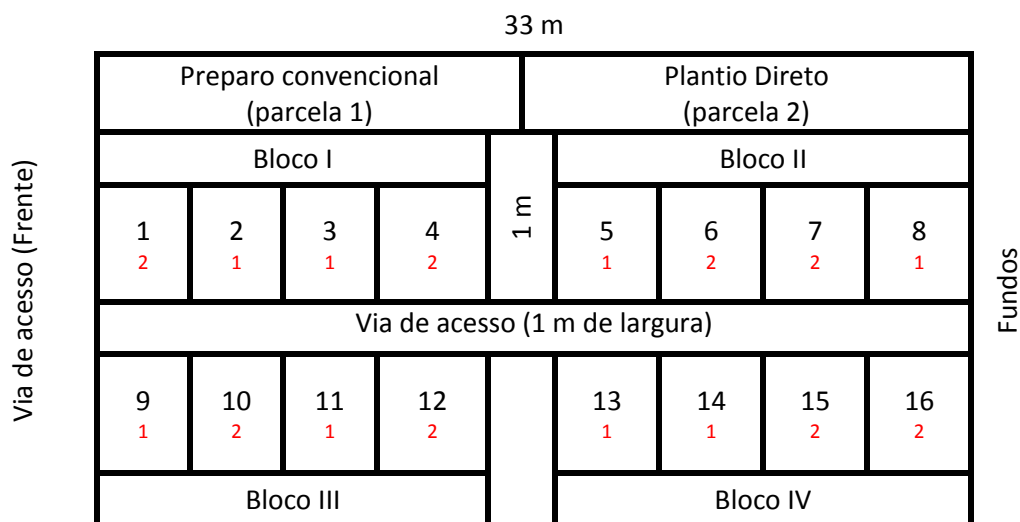 33 m
Preparo convencional
(parcela 1)
Plantio Direto
(parcela 2)
Via de acesso (Frente)
Bloco I
1 m
Bloco II
1 2 3 4 5 6 7 8
2 1 1 2 1 2 2 1
Fundos
Via de acesso (1 m de largura)
9 10 11 12 13 14 15 16
1 2 1 2 1 1 2 2
Bloco III
Bloco IV